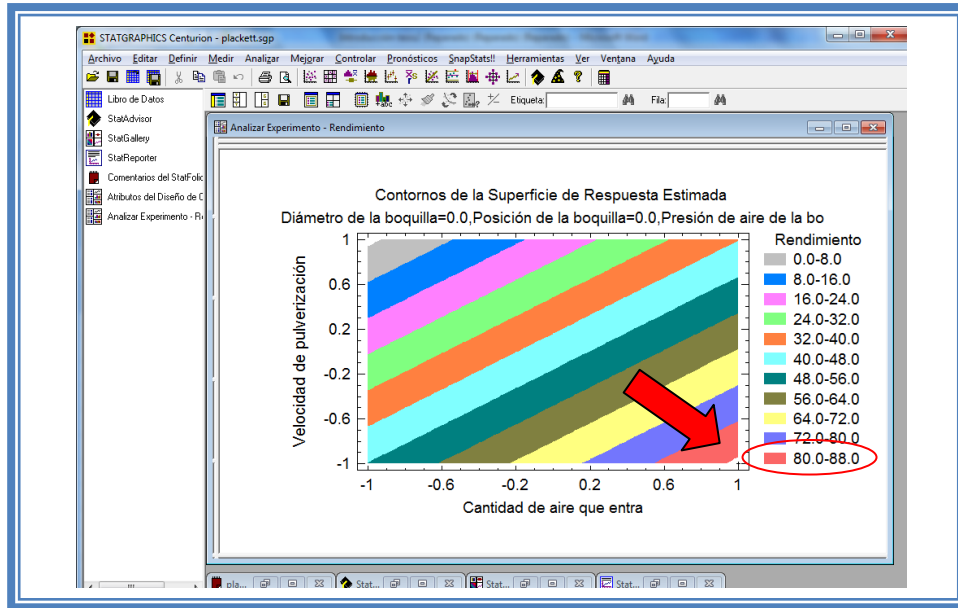 STATGRAPHICS Centurion - plackett.sgp
Archivo Editar Definir Medir Analizar Mejorar Controlar Pronósticos SnapStats!! Herramientas Ver Ventana Ayuda
Libro de Datos
StatAdvisor
StatGallery
StatReporter
Comentarios del StatFolic
Atributos del Diseño de C
Analizar Experimento - Re
Etiqueta: Fila:
Analizar Experimento - Rendimiento
Contornos de la Superficie de Respuesta Estimada
Diámetro de la boquilla=0.0,Posición de la boquilla=0.0,Presión de aire de la bo
Velocidad de pulverización
1
0.6
0.2
-0.2
-0.6
-1
-1 -0.6 -0.2 0.2 0.6 1
Cantidad de aire que entra
Rendimiento
0.0-8.0
8.0-16.0
16.0-24.0
24.0-32.0
32.0-40.0
40.0-48.0
48.0-56.0
56.0-64.0
64.0-72.0
72.0-80.0
80.0-88.0
pla... Stat... Stat... Stat...